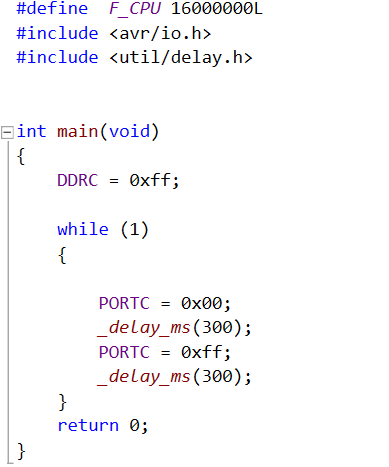 #define  F_CPU 16000000L
#include <avr/io.h>
#include <util/delay.h>
int main(void)
{
DDRC = 0xff;
while (1)
{
PORTC = 0x00;
_delay_ms(300);
PORTC = 0xff;
_delay_ms(300);
}
return 0;
}